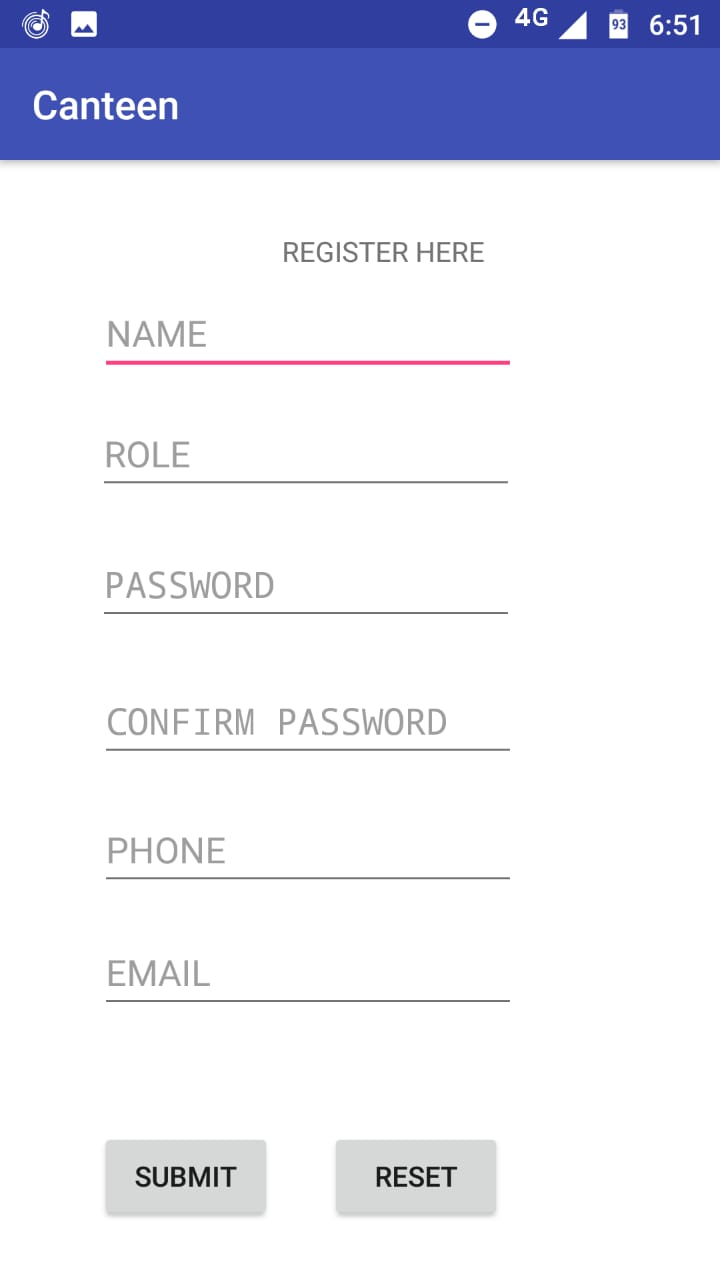 4G 93 6:51
Canteen
REGISTER HERE
NAME
ROLE
PASSWORD
CONFIRM PASSWORD
PHONE
EMAIL
SUBMIT RESET